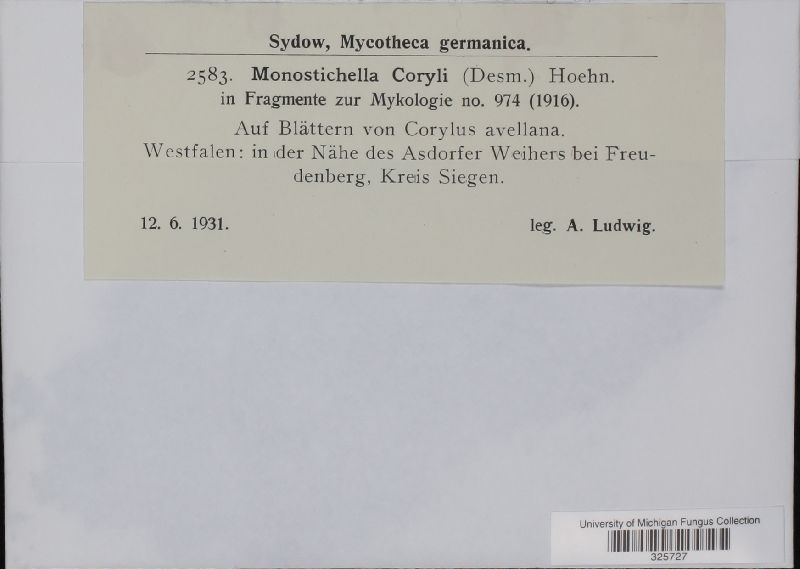 Sydow, Mycotheca germanica.
2583. Monostichella Coryli (Desm.) Hoehn.
in Fragmente zur Mykologie no. 974 (1916).
Auf Blättern von Corylus avellana.
Westfalen: in der Nähe des Asdorfer Weihers bei Freu-
denberg, Kreis Siegen.
12. 6. 1931. leg. A. Ludwig.
University of Michigan Fungus Collection
325727